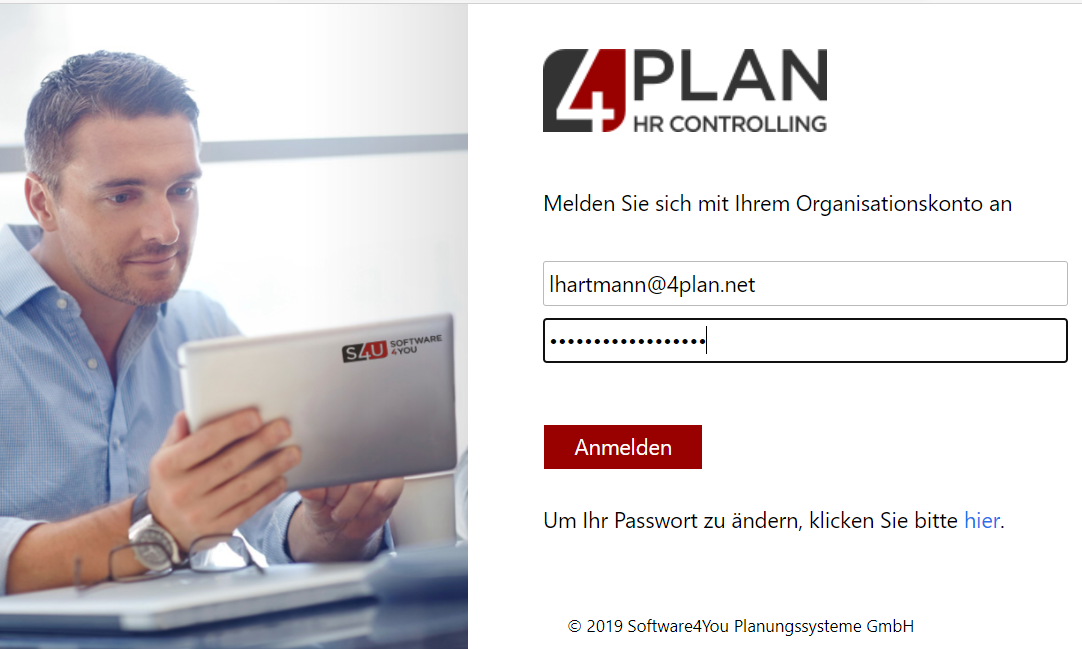 4PLAN
HR CONTROLLING
Melden Sie sich mit Ihrem Organisationskonto an
lhartmann@4plan.net
••••••••••••••••••
S4U SOFTWARE
4YOU
Anmelden
Um Ihr Passwort zu ändern, klicken Sie bitte hier.
© 2019 Software4You Planungssysteme GmbH